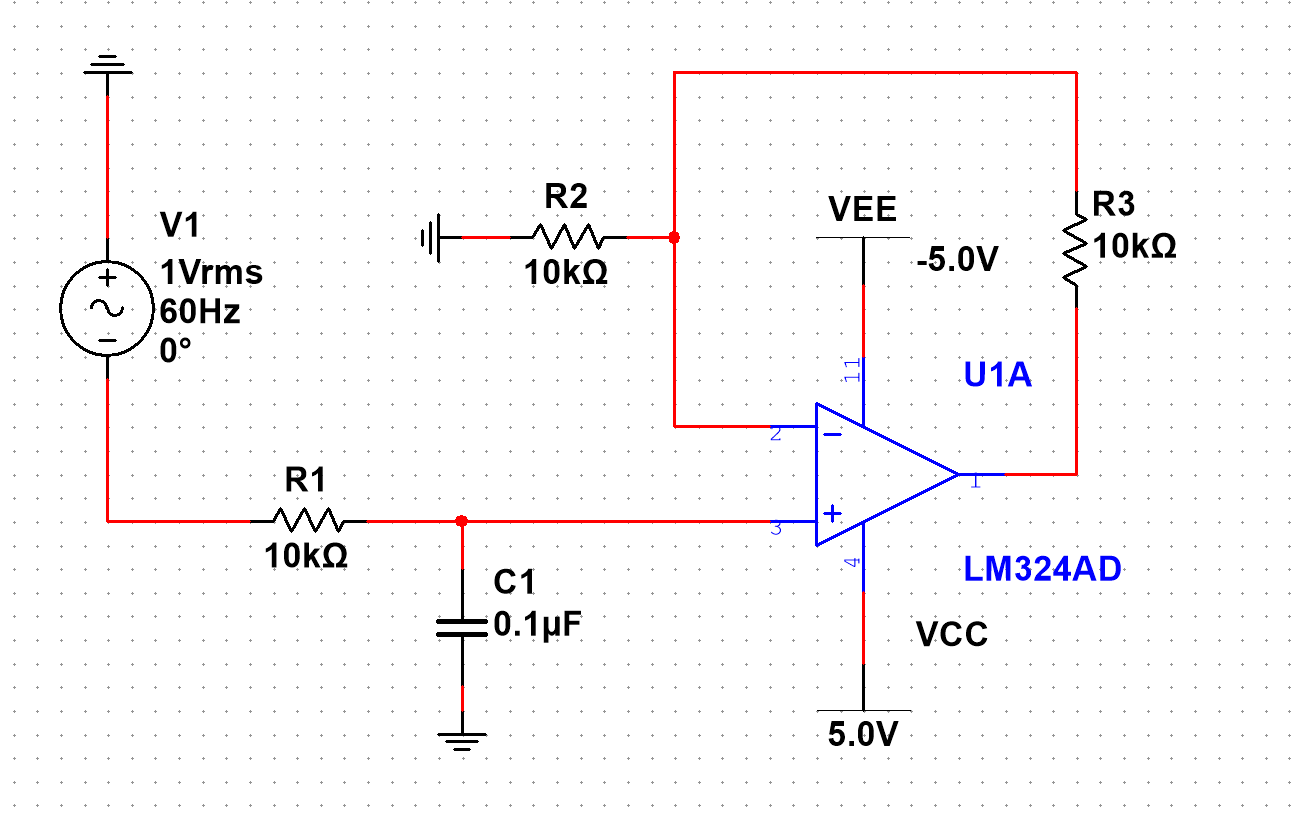 V1
1Vrms
60Hz
0°
R2
10kΩ
VEE
-5.0V
R3
10kΩ
11
U1A
2
1
3
4
R1
10kΩ
C1
0.1µF
LM324AD
VCC
5.0V